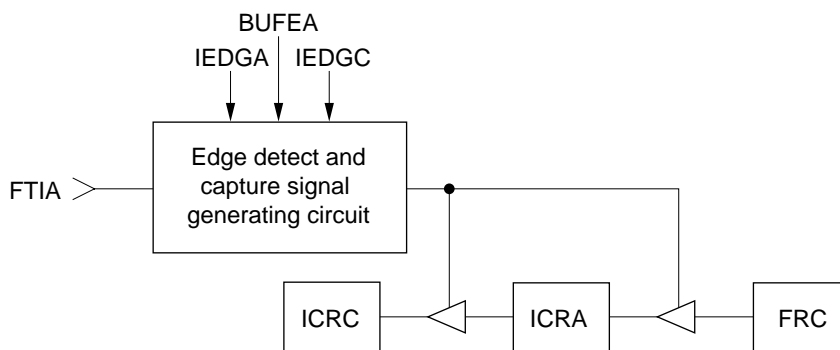 BUFEA
IEDGA IEDGC
Edge detect and
capture signal
generating circuit
FTIA
ICRC ICRA FRC